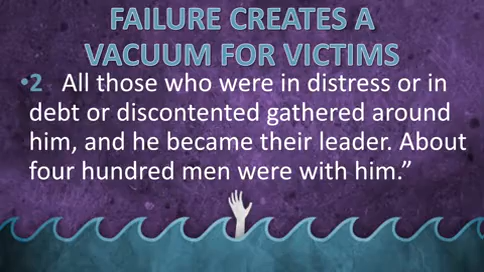 FAILURE CREATES A
VACUUM FOR VICTIMS
•2 All those who were in distress or in
debt or discontented gathered around
him, and he became their leader. About
four hundred men were with him.”